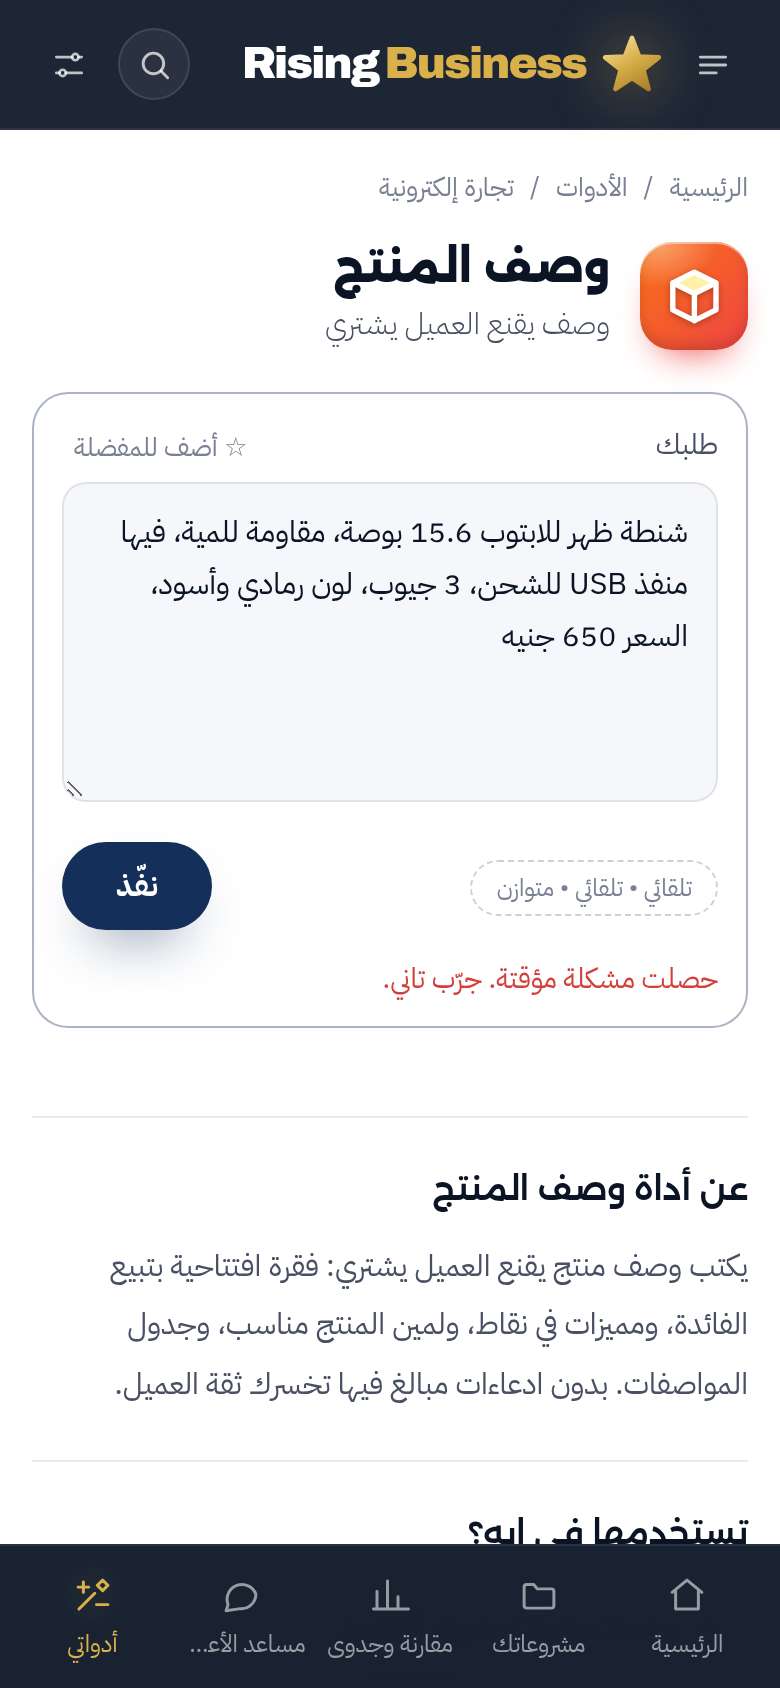 Rising Business
الرئيسية / الأدوات / تجارة إلكترونية
وصف المنتج
وصف يقنع العميل يشتري
طلبك
☆ أضف للمفضلة
شنطة ظهر للابتوب 15.6 بوصة، مقاومة للمية، فيها
منفذ USB للشحن، 3 جيوب، لون رمادي وأسود،
السعر 650 جنيه
تلقائي • تلقائي • متوازن
نفّذ
حصلت مشكلة مؤقتة. جرّب تاني.
عن أداة وصف المنتج
يكتب وصف منتج يقنع العميل يشتري: فقرة افتتاحية بتبيع
الفائدة، ومميزات في نقاط، ولمين المنتج مناسب، وجدول
المواصفات. بدون ادعاءات مبالغ فيها تخسرك ثقة العميل.
تستخدمها في إيه؟
الرئيسية
مشروعاتك
مقارنة وجدوى
مساعد الأعـ...
أدواتي